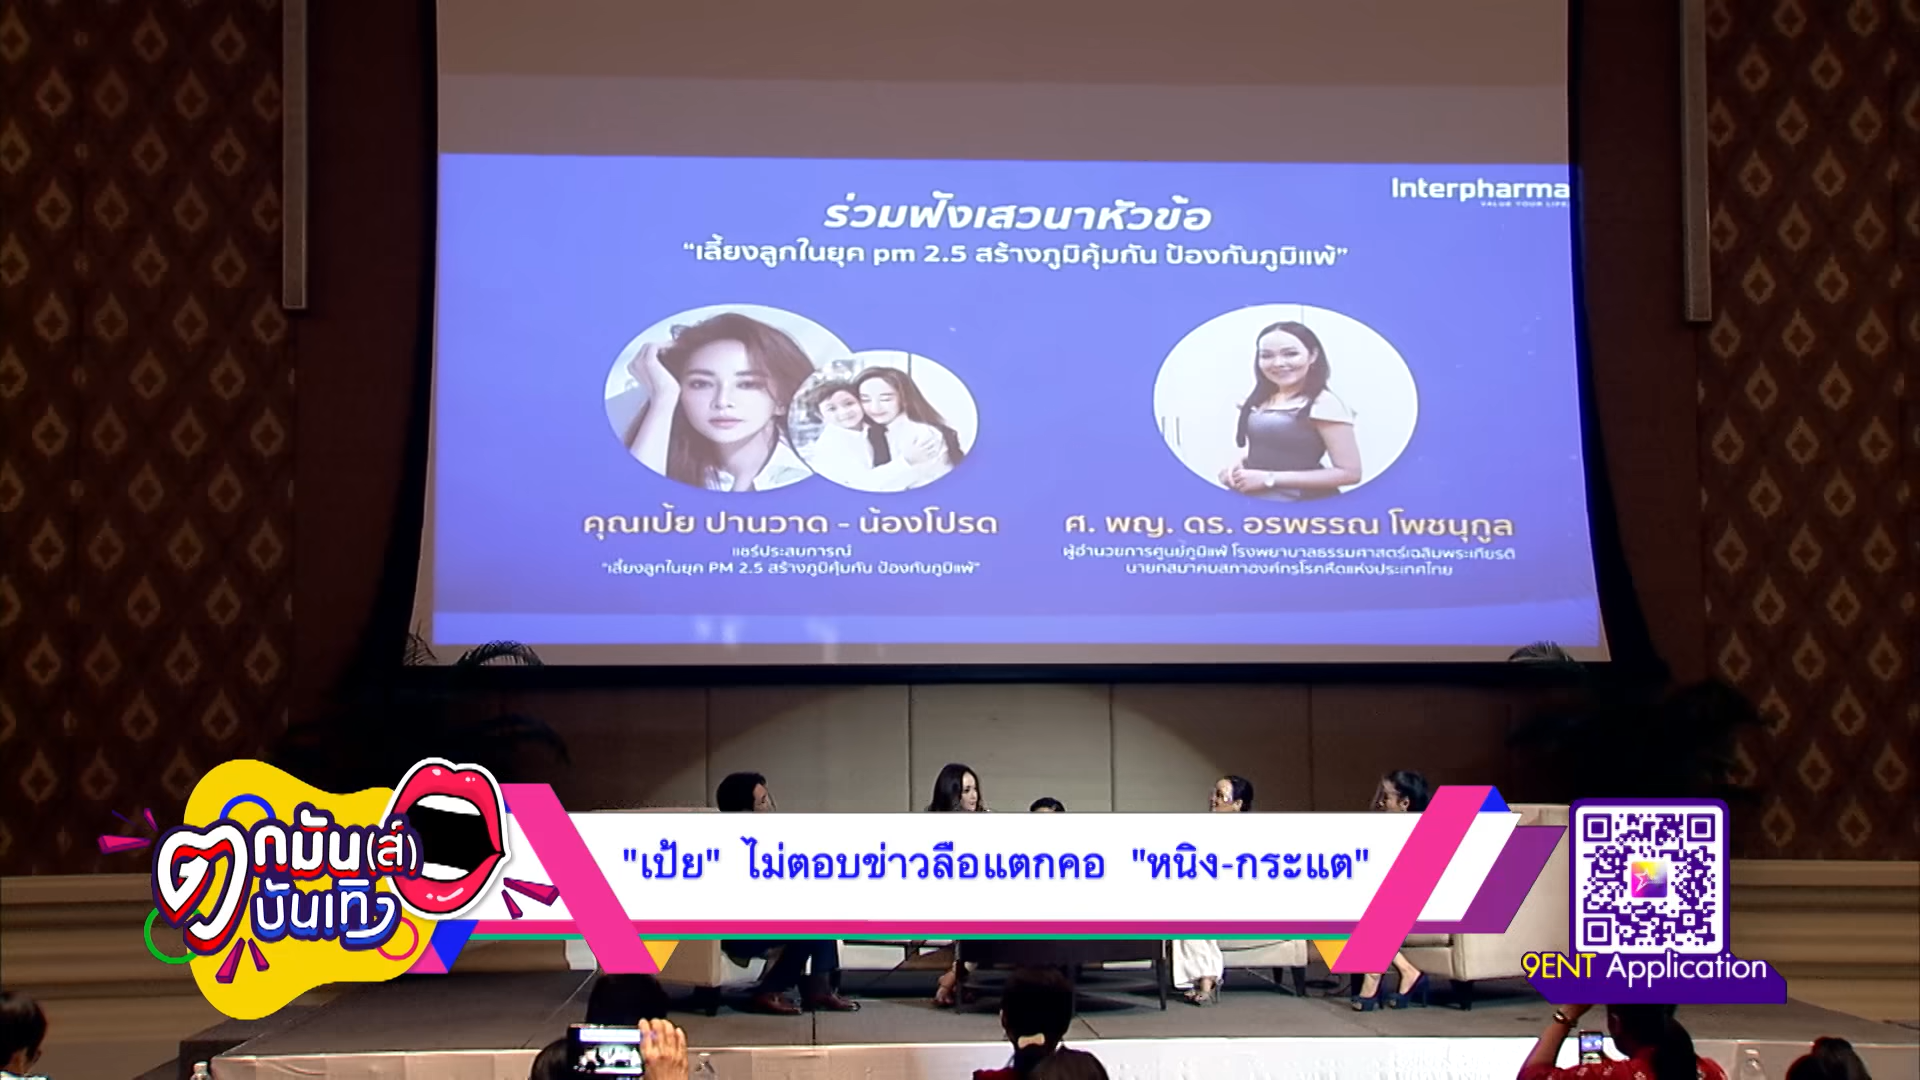 Interpharma
VALUE YOUR LIFE
ร่วมฟังเสวนาหัวข้อ
“เลี้ยงลูกในยุค pm 2.5 สร้างภูมิคุ้มกัน ป้องกันภูมิแพ้”
คุณเป้ย ปานวาด - น้องโปรด
แชร์ประสบการณ์
"เลี้ยงลูกในยุค PM 2.5 สร้างภูมิคุ้มกัน ป้องกันภูมิแพ้"
ศ. พญ. ดร. อรพรรณ โพชนุกูล
ผู้อำนวยการศูนย์ภูมิแพ้ โรงพยาบาลธรรมศาสตร์เฉลิมพระเกียรติ
นายกสมาคมสภาองค์กรโรคหืดแห่งประเทศไทย
ตกมัน(ส์)
บันเทิง
"เป้ย" ไม่ตอบข่าวลือแตกคอ "หนิง-กระแต"
9ENT Application